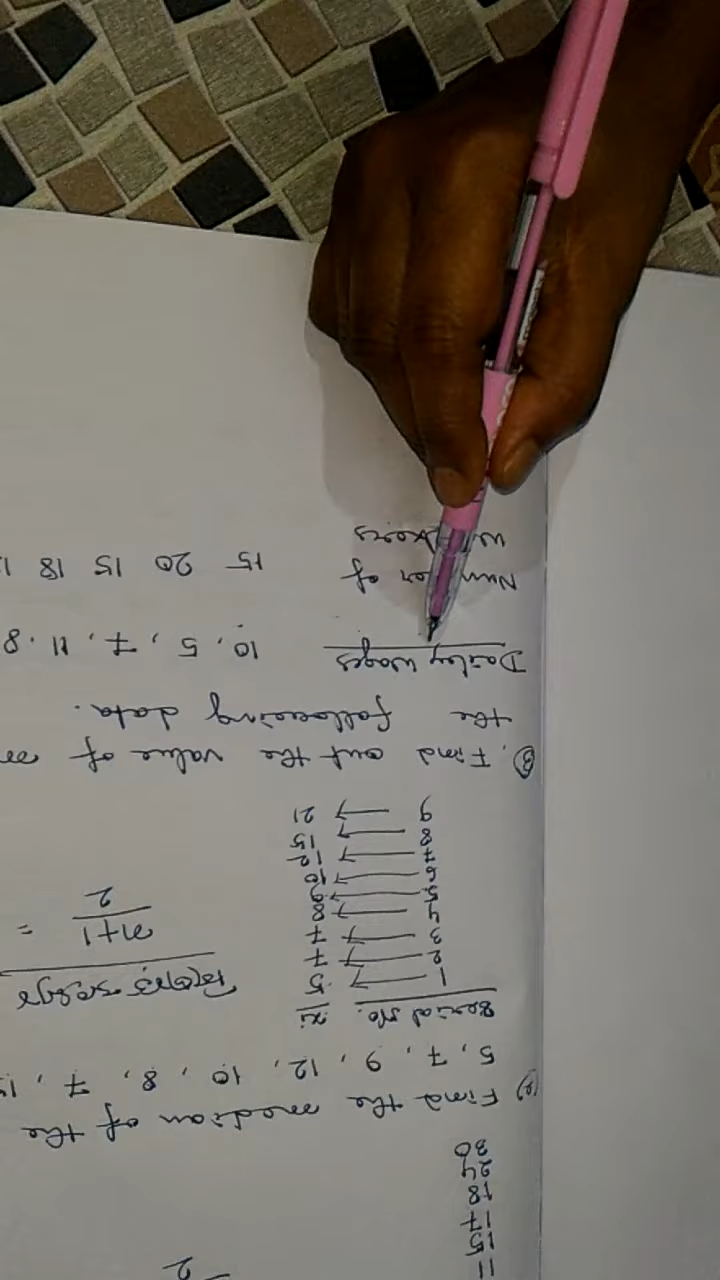 11
15
17
18
24
30
2
(2) Find the median of the
5, 7, 9, 12, 10, 8, 7,
Serial No. xi
1 → 5
2 → 7
3 → 7
4 → 8
5 → 9
6 → 10
7 → 12
8 → 15
9 → 21
n+1
2
=
(3). Find out the value of
the following data.
Dailey wages 10, 5, 7, 11, 8
Number of 15 20 15 18
workers